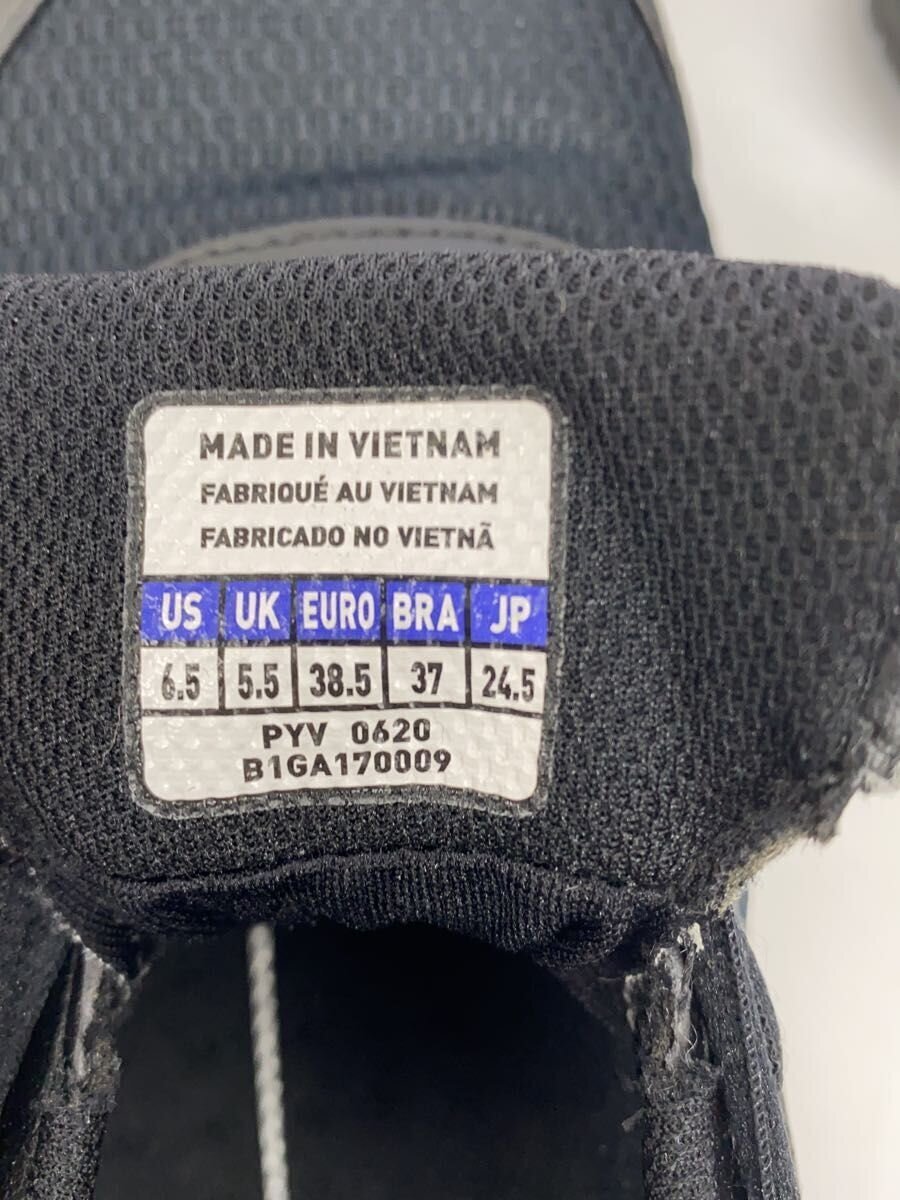 MADE IN VIETNAM
FABRIQUÉ AU VIETNAM
FABRICADO NO VIETNÃ
US UK EURO BRA JP
6.5 5.5 38.5 37 24.5
PYV 0620
B1GA170009